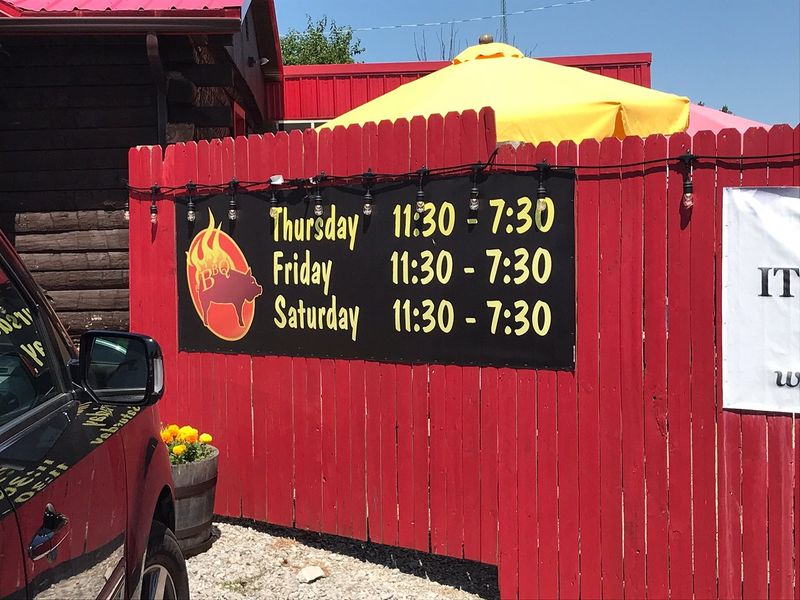 BBQ
Thursday 11:30 - 7:30
Friday 11:30 - 7:30
Saturday 11:30 - 7:30
IT
w